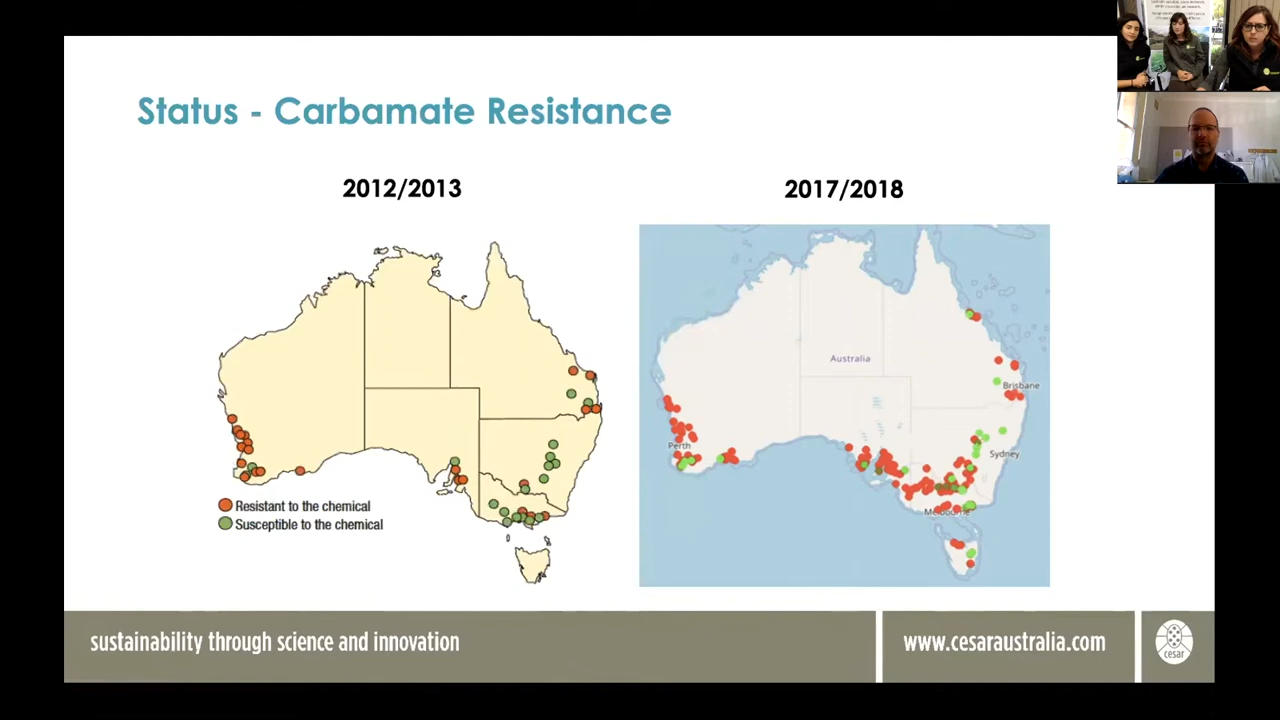 Status - Carbamate Resistance
2012/2013
2017/2018
Resistant to the chemical
Susceptible to the chemical
Australia
Brisbane
Perth
Sydney
Melbourne
sustainability through science and innovation
www.cesaraustralia.com
cesar